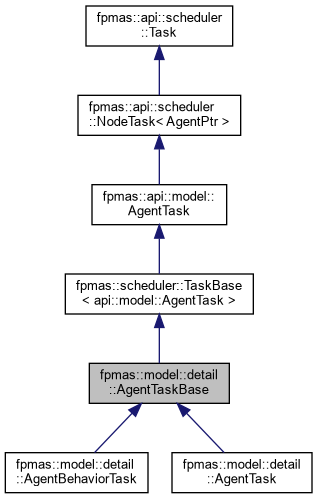 fpmas::api::scheduler
::Task
fpmas::api::scheduler
::NodeTask< AgentPtr >
fpmas::api::model::
AgentTask
fpmas::scheduler::TaskBase
< api::model::AgentTask >
fpmas::model::detail
::AgentTaskBase
fpmas::model::detail
::AgentBehaviorTask
fpmas::model::detail
::AgentTask